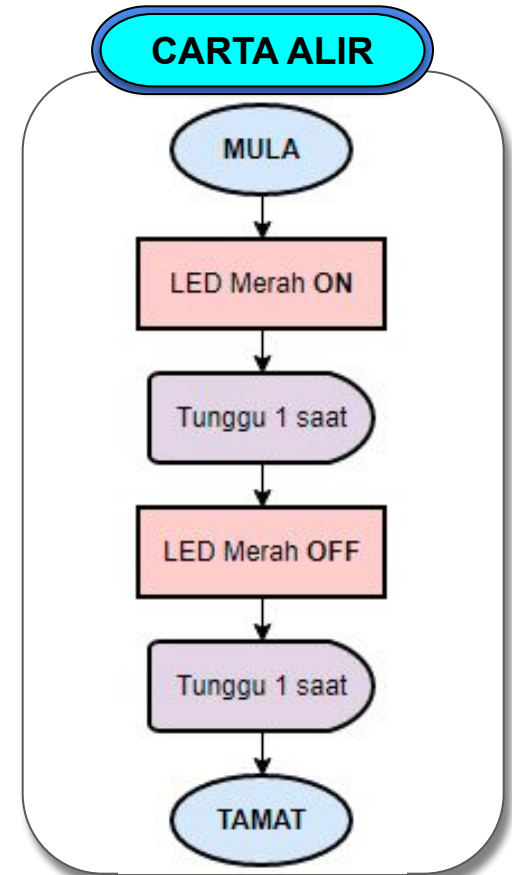 CARTA ALIR
MULA
LED Merah ON
Tunggu 1 saat
LED Merah OFF
Tunggu 1 saat
TAMAT